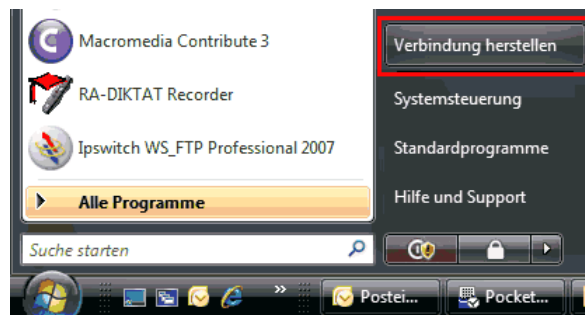 Macromedia Contribute 3
RA-DIKTAT Recorder
Ipswitch WS_FTP Professional 2007
Alle Programme
Suche starten
Verbindung herstellen
Systemsteuerung
Standardprogramme
Hilfe und Support
»
Postei...
Pocket...